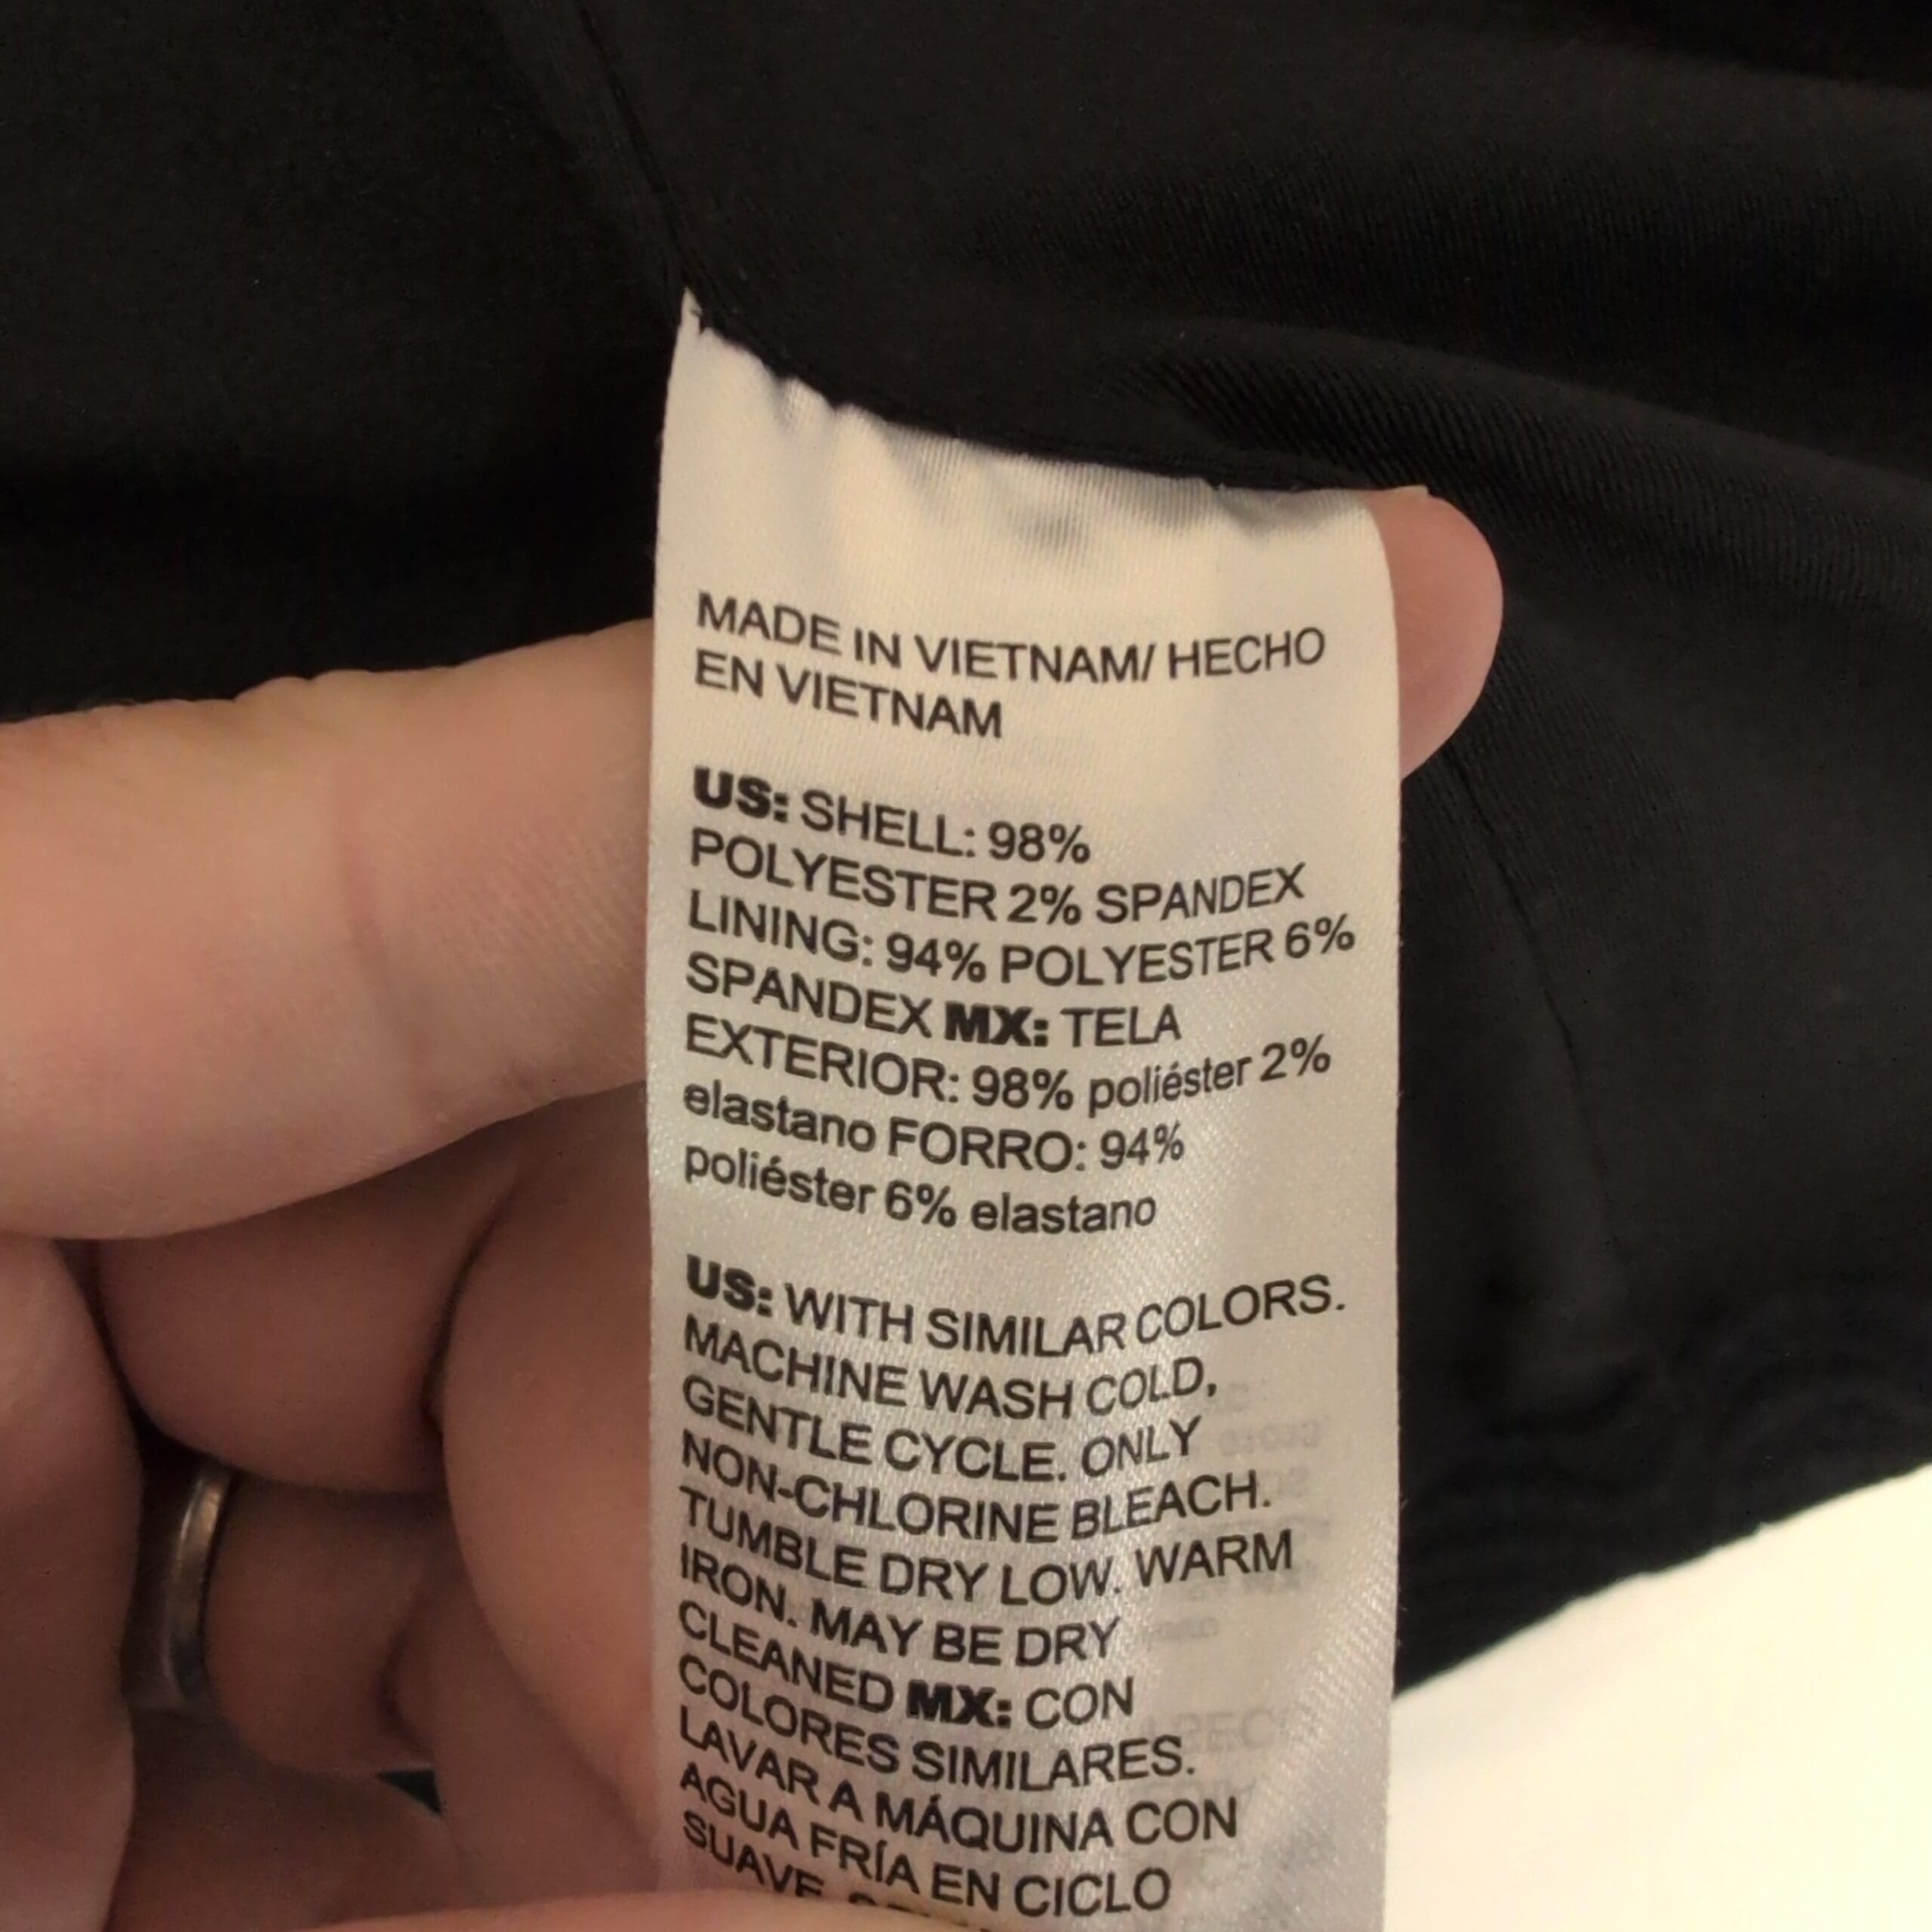 MADE IN VIETNAM/ HECHO
EN VIETNAM
US: SHELL: 98%
POLYESTER 2% SPANDEX
LINING: 94% POLYESTER 6%
SPANDEX MX: TELA
EXTERIOR: 98% poliéster 2%
elastano FORRO: 94%
poliéster 6% elastano
US: WITH SIMILAR COLORS.
MACHINE WASH COLD,
GENTLE CYCLE. ONLY
NON-CHLORINE BLEACH.
TUMBLE DRY LOW. WARM
IRON. MAY BE DRY
CLEANED MX: CON
COLORES SIMILARES.
LAVAR A MÁQUINA CON
AGUA FRÍA EN CICLO
SUAVE